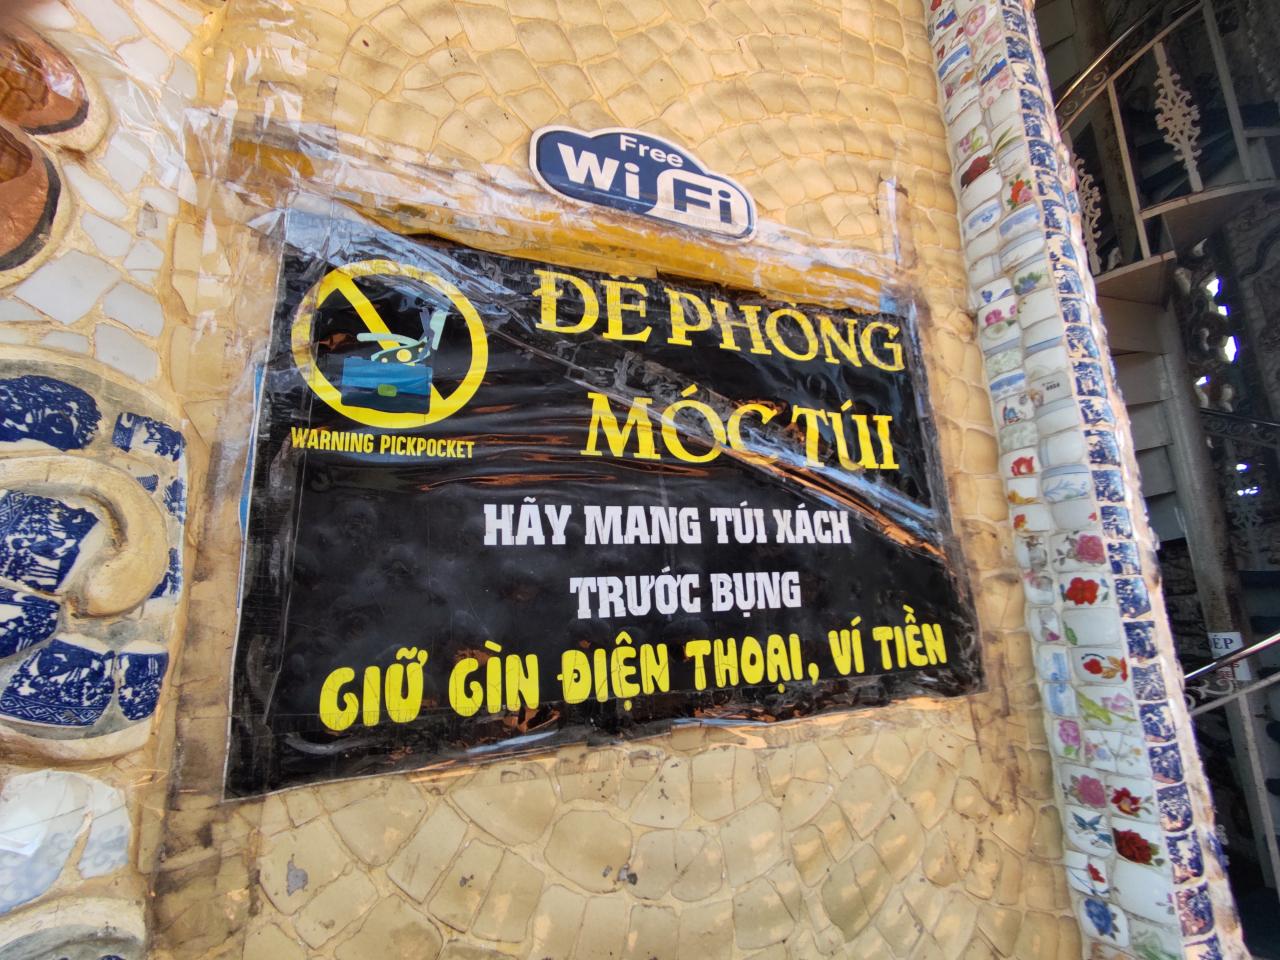 Free
Wi Fi
ĐỀ PHÒNG
MÓC TÚI
WARNING PICKPOCKET
HÃY MANG TÚI XÁCH
TRƯỚC BỤNG
GIỮ GÌN ĐIỆN THOẠI, VÍ TIỀN
ÉP